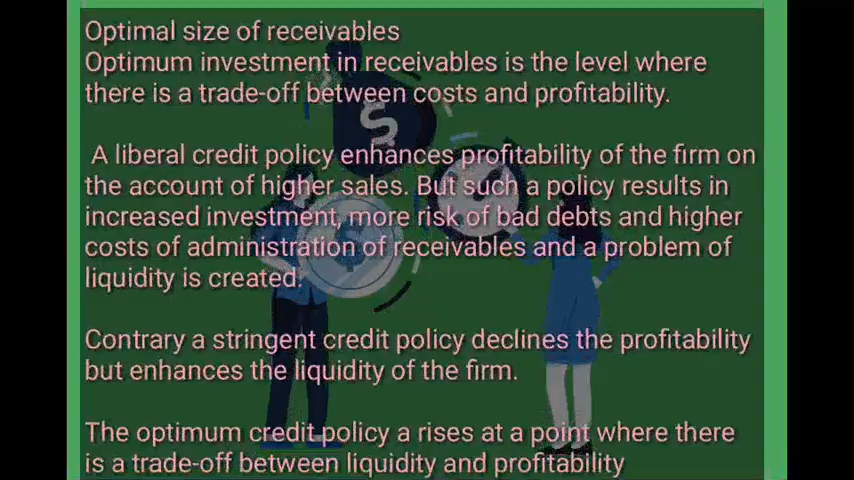 Optimal size of receivables
Optimum investment in receivables is the level where
there is a trade-off between costs and profitability.
A liberal credit policy enhances profitability of the firm on
the account of higher sales. But such a policy results in
increased investment, more risk of bad debts and higher
costs of administration of receivables and a problem of
liquidity is created.
Contrary a stringent credit policy declines the profitability
but enhances the liquidity of the firm.
The optimum credit policy a rises at a point where there
is a trade-off between liquidity and profitability